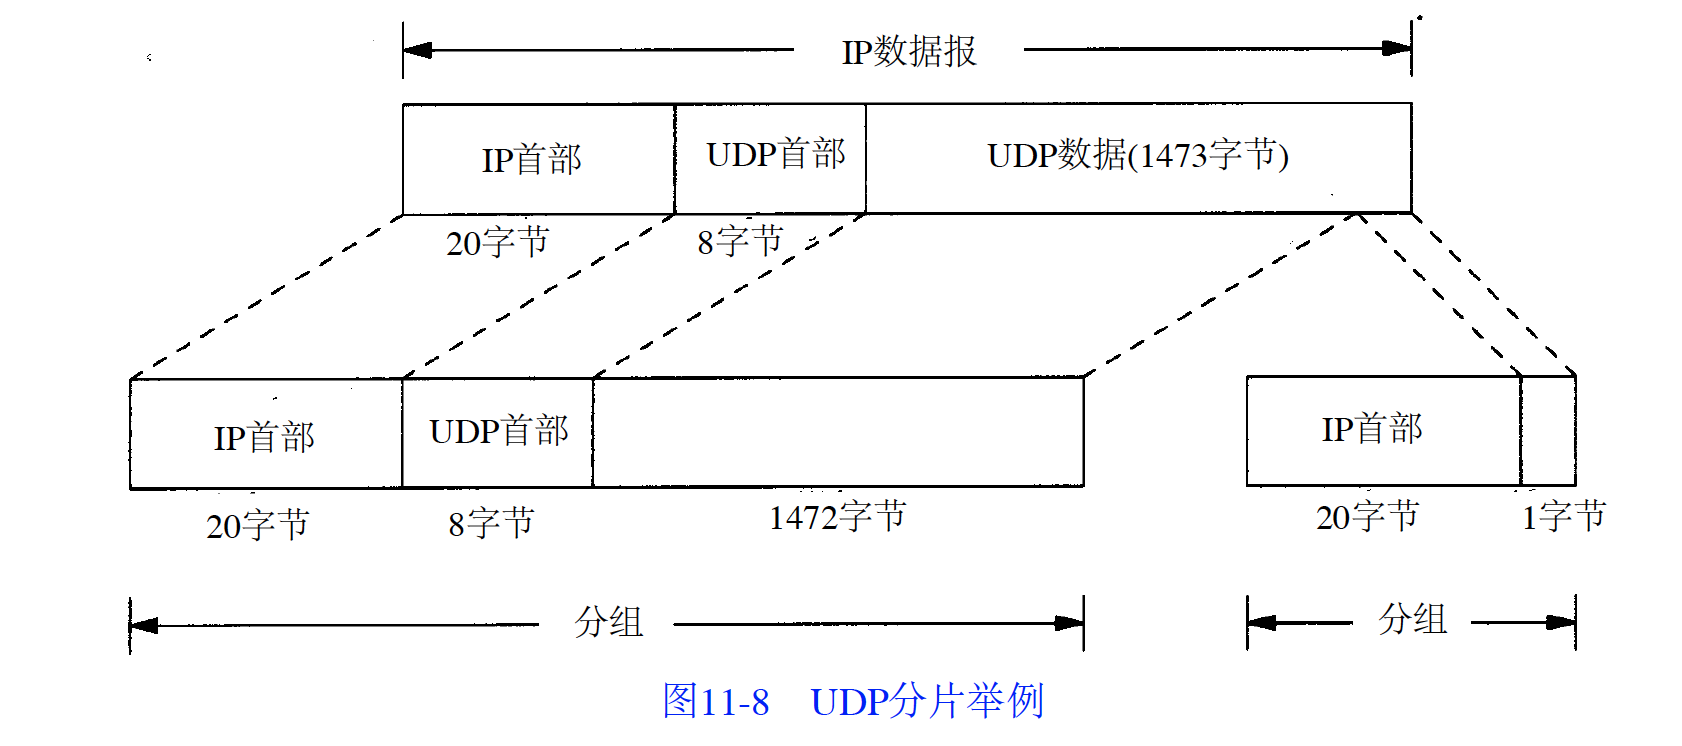 IP数据报
IP首部 UDP首部 UDP数据(1473字节)
20字节 8字节
IP首部 UDP首部 IP首部
20字节 8字节 1472字节 20字节 1字节
分组 分组
图11-8 UDP分片举例